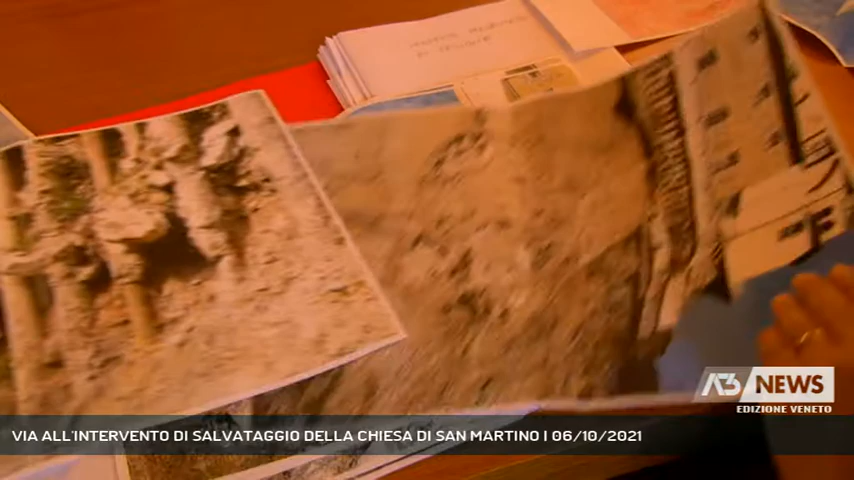 A3 NEWS
EDIZIONE VENETO
VIA ALL'INTERVENTO DI SALVATAGGIO DELLA CHIESA DI SAN MARTINO | 06/10/2021